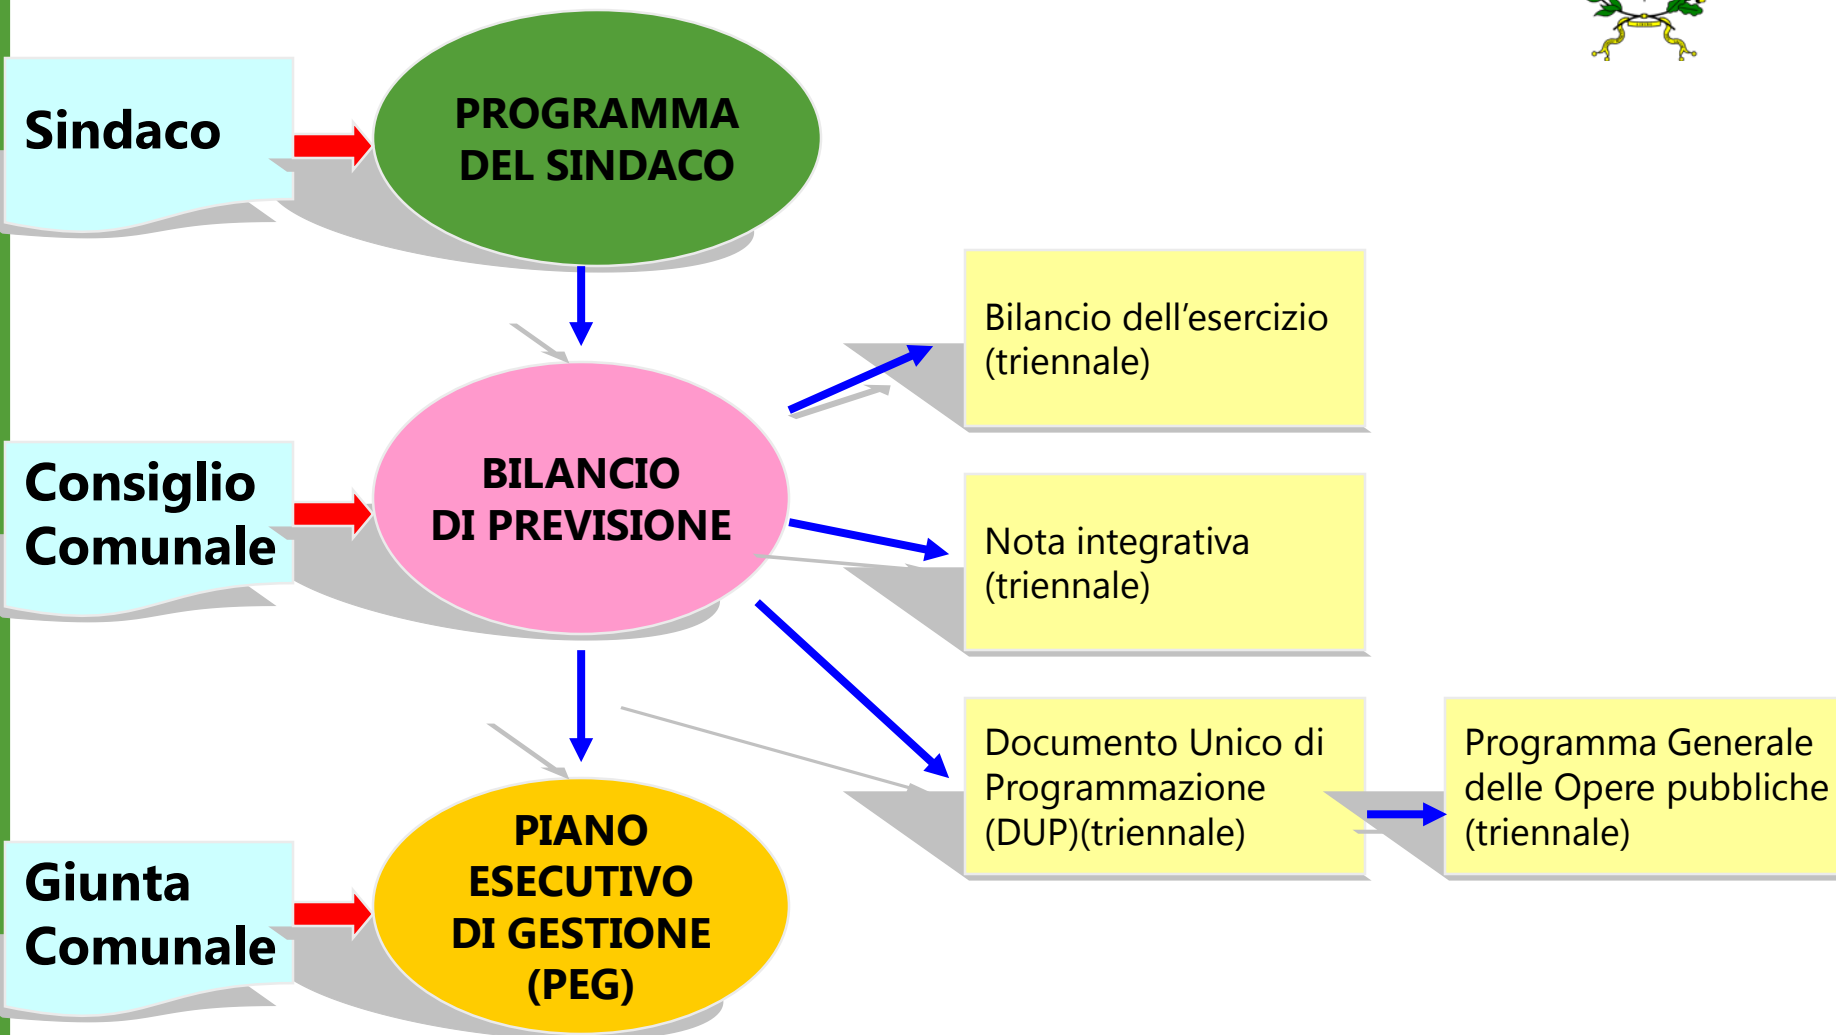 Sindaco
PROGRAMMA
DEL SINDACO
Bilancio dell’esercizio
(triennale)
Consiglio
Comunale
BILANCIO
DI PREVISIONE
Nota integrativa
(triennale)
Documento Unico di
Programmazione
(DUP)(triennale)
Programma Generale
delle Opere pubbliche
(triennale)
Giunta
Comunale
PIANO
ESECUTIVO
DI GESTIONE
(PEG)